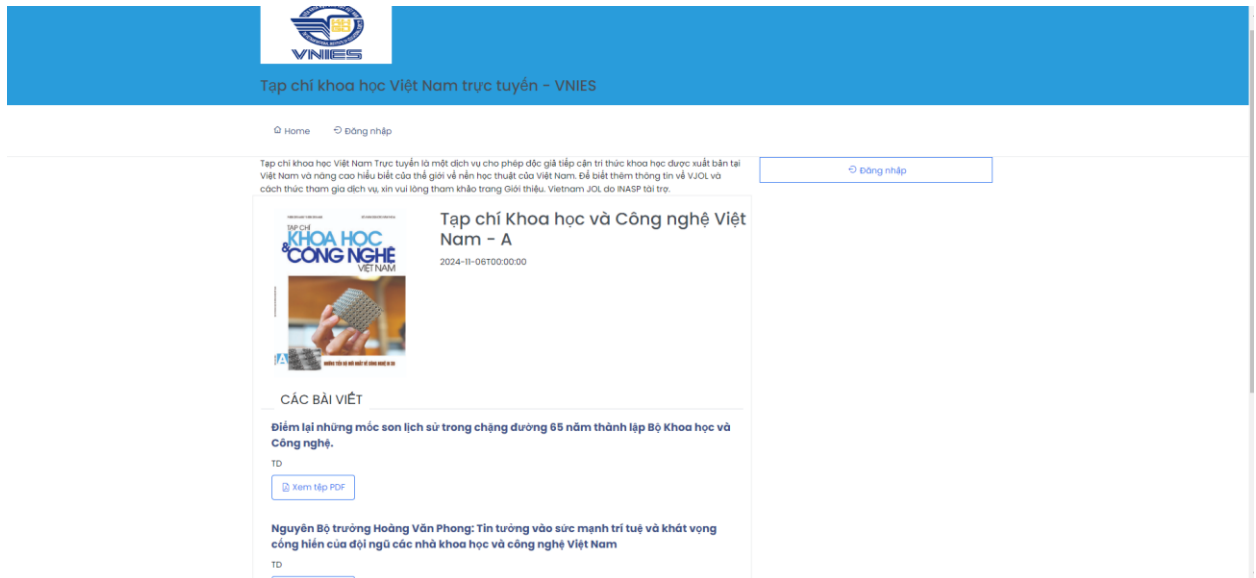 VNIES
Tạp chí khoa học Việt Nam trực tuyến - VNIES
Home
Đăng nhập
Tạp chí khoa học Việt Nam Trực tuyến là một dịch vụ cho phép độc giả tiếp cận tri thức khoa học được xuất bản tại
Việt Nam và nâng cao hiểu biết của thế giới về nền học thuật của Việt Nam. Để biết thêm thông tin về VJOL và
cách thức tham gia dịch vụ, xin vui lòng tham khảo trang Giới thiệu. Vietnam JOL do INASP tài trợ.
Đăng nhập
TẠP CHÍ
KHOA HỌC
&CÔNG NGHỆ
VIỆT NAM
A
Tạp chí Khoa học và Công nghệ Việt
Nam - A
2024-11-06T00:00:00
CÁC BÀI VIẾT
Điểm lại những mốc son lịch sử trong chặng đường 65 năm thành lập Bộ Khoa học và
Công nghệ.
TD
Xem tệp PDF
Nguyên Bộ trưởng Hoàng Văn Phong: Tin tưởng vào sức mạnh trí tuệ và khát vọng
cống hiến của đội ngũ các nhà khoa học và công nghệ Việt Nam
TD